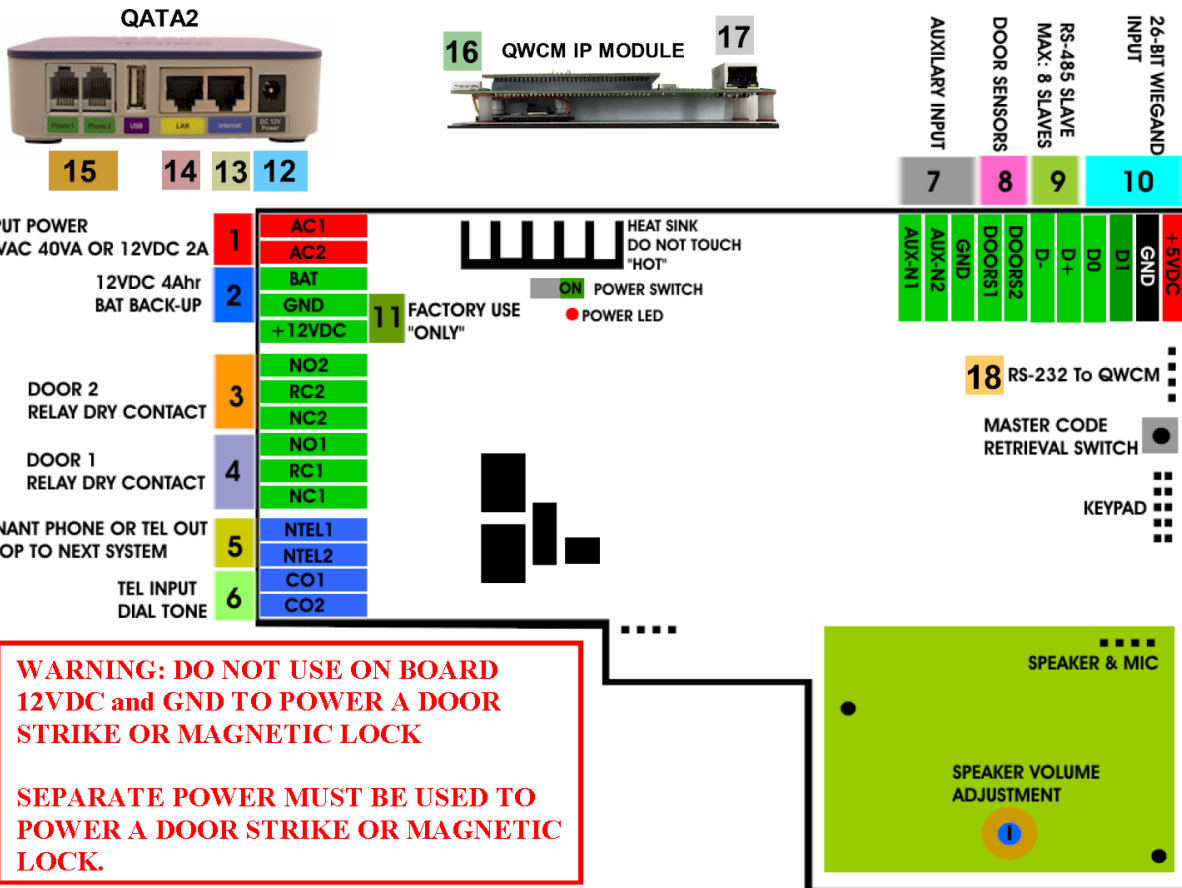 QATA2
Phone 1
Phone 2
USB
LAN
Internet
DC 12V
Power
15
14
13
12
16
QWCM IP MODULE
17
AUXILARY INPUT
DOOR SENSORS
RS-485 SLAVE
MAX: 8 SLAVES
26-BIT WIEGAND
INPUT
7
8
9
10
AUX-N1
AUX-N2
GND
DOORS1
DOORS2
D-
D+
D0
D1
GND
+5VDC
PUT POWER
VAC 40VA OR 12VDC 2A
1
AC1
AC2
12VDC 4Ahr
BAT BACK-UP
2
BAT
GND
+12VDC
11
FACTORY USE
"ONLY"
HEAT SINK
DO NOT TOUCH
"HOT"
ON
POWER SWITCH
POWER LED
DOOR 2
RELAY DRY CONTACT
3
NO2
RC2
NC2
DOOR 1
RELAY DRY CONTACT
4
NO1
RC1
NC1
NANT PHONE OR TEL OUT
OP TO NEXT SYSTEM
5
NTEL1
NTEL2
TEL INPUT
DIAL TONE
6
CO1
CO2
18
RS-232 To QWCM
MASTER CODE
RETRIEVAL SWITCH
KEYPAD
WARNING: DO NOT USE ON BOARD
12VDC and GND TO POWER A DOOR
STRIKE OR MAGNETIC LOCK
SEPARATE POWER MUST BE USED TO
POWER A DOOR STRIKE OR MAGNETIC
LOCK.
SPEAKER & MIC
SPEAKER VOLUME
ADJUSTMENT